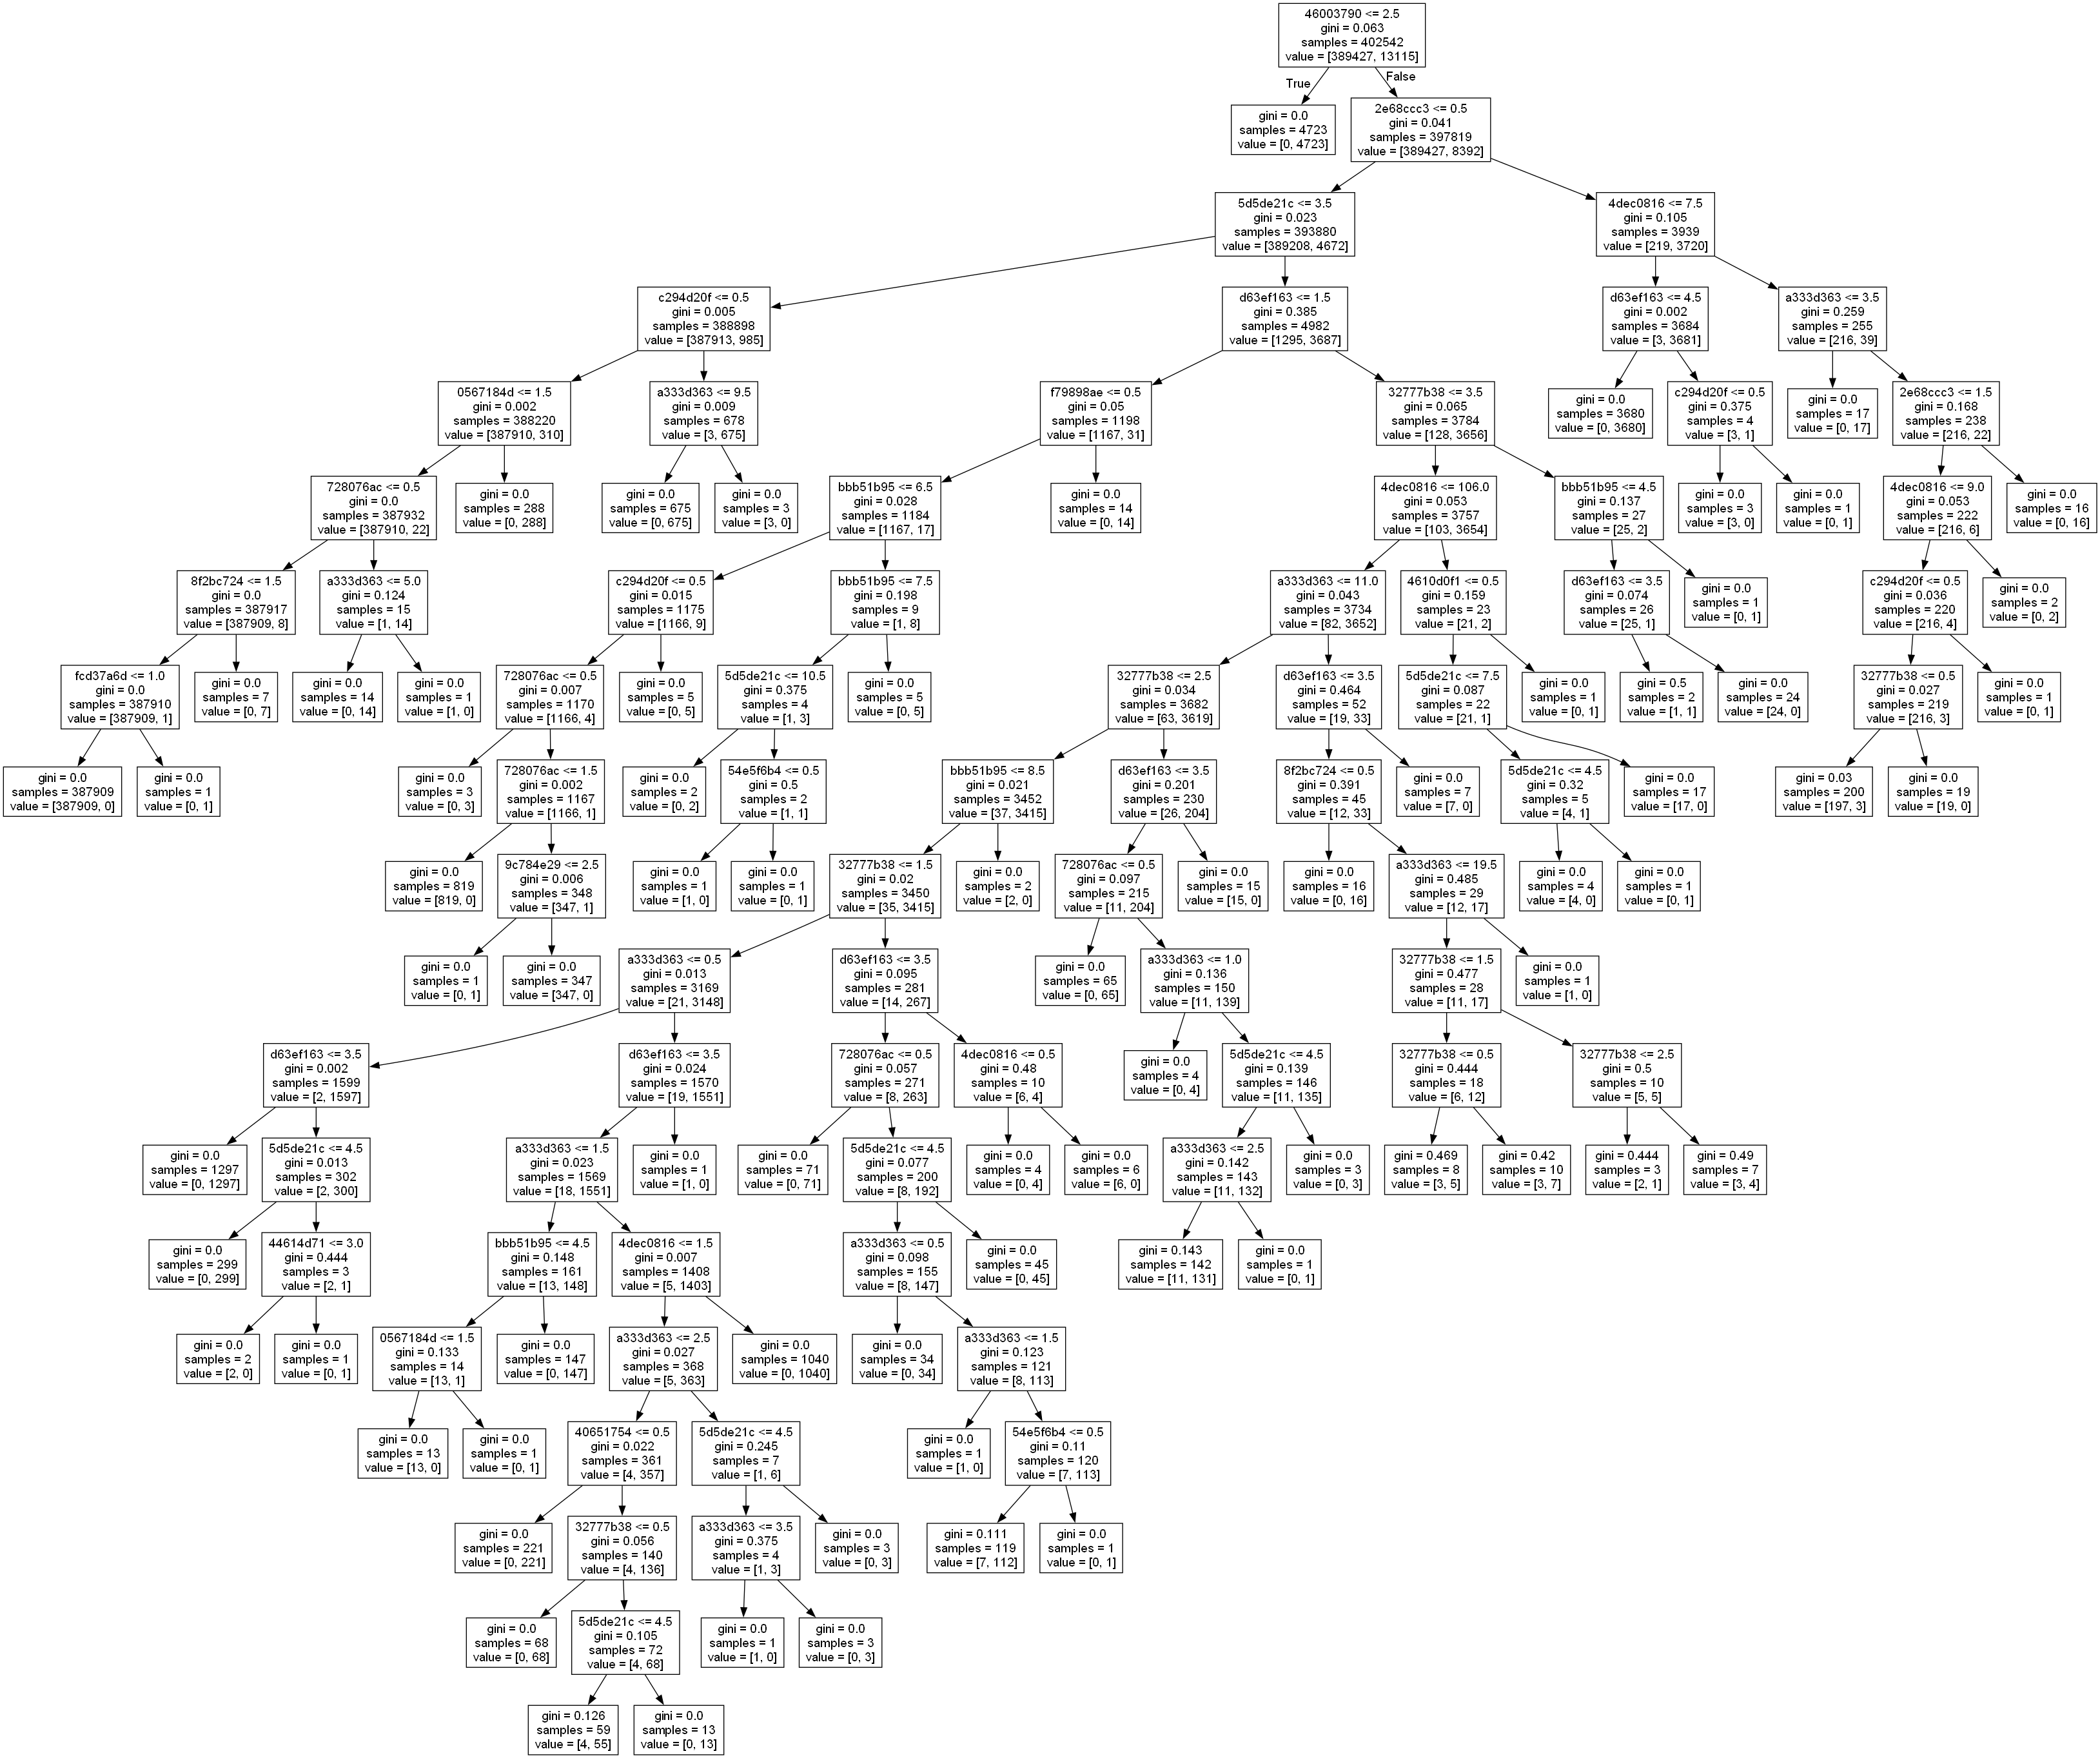 46003790 <= 2.5
gini = 0.063
samples = 402542
value = [389427, 13115]
True
False
gini = 0.0
samples = 4723
value = [0, 4723]
2e68ccc3 <= 0.5
gini = 0.041
samples = 397819
value = [389427, 8392]
5d5de21c <= 3.5
gini = 0.023
samples = 393880
value = [389208, 4672]
4dec0816 <= 7.5
gini = 0.105
samples = 3939
value = [219, 3720]
c294d20f <= 0.5
gini = 0.005
samples = 388898
value = [387913, 985]
d63ef163 <= 1.5
gini = 0.385
samples = 4982
value = [1295, 3687]
d63ef163 <= 4.5
gini = 0.002
samples = 3684
value = [3, 3681]
a333d363 <= 3.5
gini = 0.259
samples = 255
value = [216, 39]
0567184d <= 1.5
gini = 0.002
samples = 388220
value = [387910, 310]
a333d363 <= 9.5
gini = 0.009
samples = 678
value = [3, 675]
f79898ae <= 0.5
gini = 0.05
samples = 1198
value = [1167, 31]
32777b38 <= 3.5
gini = 0.065
samples = 3784
value = [128, 3656]
gini = 0.0
samples = 3680
value = [0, 3680]
c294d20f <= 0.5
gini = 0.375
samples = 4
value = [3, 1]
gini = 0.0
samples = 17
value = [0, 17]
2e68ccc3 <= 1.5
gini = 0.168
samples = 238
value = [216, 22]
728076ac <= 0.5
gini = 0.0
samples = 387932
value = [387910, 22]
gini = 0.0
samples = 288
value = [0, 288]
gini = 0.0
samples = 675
value = [0, 675]
gini = 0.0
samples = 3
value = [3, 0]
bbb51b95 <= 6.5
gini = 0.028
samples = 1184
value = [1167, 17]
gini = 0.0
samples = 14
value = [0, 14]
4dec0816 <= 106.0
gini = 0.053
samples = 3757
value = [103, 3654]
bbb51b95 <= 4.5
gini = 0.137
samples = 27
value = [25, 2]
gini = 0.0
samples = 3
value = [3, 0]
gini = 0.0
samples = 1
value = [0, 1]
4dec0816 <= 9.0
gini = 0.053
samples = 222
value = [216, 6]
gini = 0.0
samples = 16
value = [0, 16]
8f2bc724 <= 1.5
gini = 0.0
samples = 387917
value = [387909, 8]
a333d363 <= 5.0
gini = 0.124
samples = 15
value = [1, 14]
c294d20f <= 0.5
gini = 0.015
samples = 1175
value = [1166, 9]
bbb51b95 <= 7.5
gini = 0.198
samples = 9
value = [1, 8]
a333d363 <= 11.0
gini = 0.043
samples = 3734
value = [82, 3652]
4610d0f1 <= 0.5
gini = 0.159
samples = 23
value = [21, 2]
d63ef163 <= 3.5
gini = 0.074
samples = 26
value = [25, 1]
gini = 0.0
samples = 1
value = [0, 1]
c294d20f <= 0.5
gini = 0.036
samples = 220
value = [216, 4]
gini = 0.0
samples = 2
value = [0, 2]
fcd37a6d <= 1.0
gini = 0.0
samples = 387910
value = [387909, 1]
gini = 0.0
samples = 7
value = [0, 7]
gini = 0.0
samples = 14
value = [0, 14]
gini = 0.0
samples = 1
value = [1, 0]
728076ac <= 0.5
gini = 0.007
samples = 1170
value = [1166, 4]
gini = 0.0
samples = 5
value = [0, 5]
5d5de21c <= 10.5
gini = 0.375
samples = 4
value = [1, 3]
gini = 0.0
samples = 5
value = [0, 5]
32777b38 <= 2.5
gini = 0.034
samples = 3682
value = [63, 3619]
d63ef163 <= 3.5
gini = 0.464
samples = 52
value = [19, 33]
5d5de21c <= 7.5
gini = 0.087
samples = 22
value = [21, 1]
gini = 0.0
samples = 1
value = [0, 1]
gini = 0.5
samples = 2
value = [1, 1]
gini = 0.0
samples = 24
value = [24, 0]
32777b38 <= 0.5
gini = 0.027
samples = 219
value = [216, 3]
gini = 0.0
samples = 1
value = [0, 1]
gini = 0.0
samples = 387909
value = [387909, 0]
gini = 0.0
samples = 1
value = [0, 1]
gini = 0.0
samples = 3
value = [0, 3]
728076ac <= 1.5
gini = 0.002
samples = 1167
value = [1166, 1]
gini = 0.0
samples = 2
value = [0, 2]
54e5f6b4 <= 0.5
gini = 0.5
samples = 2
value = [1, 1]
bbb51b95 <= 8.5
gini = 0.021
samples = 3452
value = [37, 3415]
d63ef163 <= 3.5
gini = 0.201
samples = 230
value = [26, 204]
8f2bc724 <= 0.5
gini = 0.391
samples = 45
value = [12, 33]
gini = 0.0
samples = 7
value = [7, 0]
5d5de21c <= 4.5
gini = 0.32
samples = 5
value = [4, 1]
gini = 0.0
samples = 17
value = [17, 0]
gini = 0.03
samples = 200
value = [197, 3]
gini = 0.0
samples = 19
value = [19, 0]
gini = 0.0
samples = 819
value = [819, 0]
9c784e29 <= 2.5
gini = 0.006
samples = 348
value = [347, 1]
gini = 0.0
samples = 1
value = [1, 0]
gini = 0.0
samples = 1
value = [0, 1]
32777b38 <= 1.5
gini = 0.02
samples = 3450
value = [35, 3415]
gini = 0.0
samples = 2
value = [2, 0]
728076ac <= 0.5
gini = 0.097
samples = 215
value = [11, 204]
gini = 0.0
samples = 15
value = [15, 0]
gini = 0.0
samples = 16
value = [0, 16]
a333d363 <= 19.5
gini = 0.485
samples = 29
value = [12, 17]
gini = 0.0
samples = 4
value = [4, 0]
gini = 0.0
samples = 1
value = [0, 1]
gini = 0.0
samples = 1
value = [0, 1]
gini = 0.0
samples = 347
value = [347, 0]
a333d363 <= 0.5
gini = 0.013
samples = 3169
value = [21, 3148]
d63ef163 <= 3.5
gini = 0.095
samples = 281
value = [14, 267]
gini = 0.0
samples = 65
value = [0, 65]
a333d363 <= 1.0
gini = 0.136
samples = 150
value = [11, 139]
32777b38 <= 1.5
gini = 0.477
samples = 28
value = [11, 17]
gini = 0.0
samples = 1
value = [1, 0]
d63ef163 <= 3.5
gini = 0.002
samples = 1599
value = [2, 1597]
d63ef163 <= 3.5
gini = 0.024
samples = 1570
value = [19, 1551]
728076ac <= 0.5
gini = 0.057
samples = 271
value = [8, 263]
4dec0816 <= 0.5
gini = 0.48
samples = 10
value = [6, 4]
gini = 0.0
samples = 4
value = [0, 4]
5d5de21c <= 4.5
gini = 0.139
samples = 146
value = [11, 135]
32777b38 <= 0.5
gini = 0.444
samples = 18
value = [6, 12]
32777b38 <= 2.5
gini = 0.5
samples = 10
value = [5, 5]
gini = 0.0
samples = 1297
value = [0, 1297]
5d5de21c <= 4.5
gini = 0.013
samples = 302
value = [2, 300]
a333d363 <= 1.5
gini = 0.023
samples = 1569
value = [18, 1551]
gini = 0.0
samples = 1
value = [1, 0]
gini = 0.0
samples = 71
value = [0, 71]
5d5de21c <= 4.5
gini = 0.077
samples = 200
value = [8, 192]
gini = 0.0
samples = 4
value = [0, 4]
gini = 0.0
samples = 6
value = [6, 0]
a333d363 <= 2.5
gini = 0.142
samples = 143
value = [11, 132]
gini = 0.0
samples = 3
value = [0, 3]
gini = 0.469
samples = 8
value = [3, 5]
gini = 0.42
samples = 10
value = [3, 7]
gini = 0.444
samples = 3
value = [2, 1]
gini = 0.49
samples = 7
value = [3, 4]
gini = 0.0
samples = 299
value = [0, 299]
44614d71 <= 3.0
gini = 0.444
samples = 3
value = [2, 1]
bbb51b95 <= 4.5
gini = 0.148
samples = 161
value = [13, 148]
4dec0816 <= 1.5
gini = 0.007
samples = 1408
value = [5, 1403]
a333d363 <= 0.5
gini = 0.098
samples = 155
value = [8, 147]
gini = 0.0
samples = 45
value = [0, 45]
gini = 0.143
samples = 142
value = [11, 131]
gini = 0.0
samples = 1
value = [0, 1]
gini = 0.0
samples = 2
value = [2, 0]
gini = 0.0
samples = 1
value = [0, 1]
0567184d <= 1.5
gini = 0.133
samples = 14
value = [13, 1]
gini = 0.0
samples = 147
value = [0, 147]
a333d363 <= 2.5
gini = 0.027
samples = 368
value = [5, 363]
gini = 0.0
samples = 1040
value = [0, 1040]
gini = 0.0
samples = 34
value = [0, 34]
a333d363 <= 1.5
gini = 0.123
samples = 121
value = [8, 113]
gini = 0.0
samples = 13
value = [13, 0]
gini = 0.0
samples = 1
value = [0, 1]
40651754 <= 0.5
gini = 0.022
samples = 361
value = [4, 357]
5d5de21c <= 4.5
gini = 0.245
samples = 7
value = [1, 6]
gini = 0.0
samples = 1
value = [1, 0]
54e5f6b4 <= 0.5
gini = 0.11
samples = 120
value = [7, 113]
gini = 0.0
samples = 221
value = [0, 221]
32777b38 <= 0.5
gini = 0.056
samples = 140
value = [4, 136]
a333d363 <= 3.5
gini = 0.375
samples = 4
value = [1, 3]
gini = 0.0
samples = 3
value = [0, 3]
gini = 0.111
samples = 119
value = [7, 112]
gini = 0.0
samples = 1
value = [0, 1]
gini = 0.0
samples = 68
value = [0, 68]
5d5de21c <= 4.5
gini = 0.105
samples = 72
value = [4, 68]
gini = 0.0
samples = 1
value = [1, 0]
gini = 0.0
samples = 3
value = [0, 3]
gini = 0.126
samples = 59
value = [4, 55]
gini = 0.0
samples = 13
value = [0, 13]